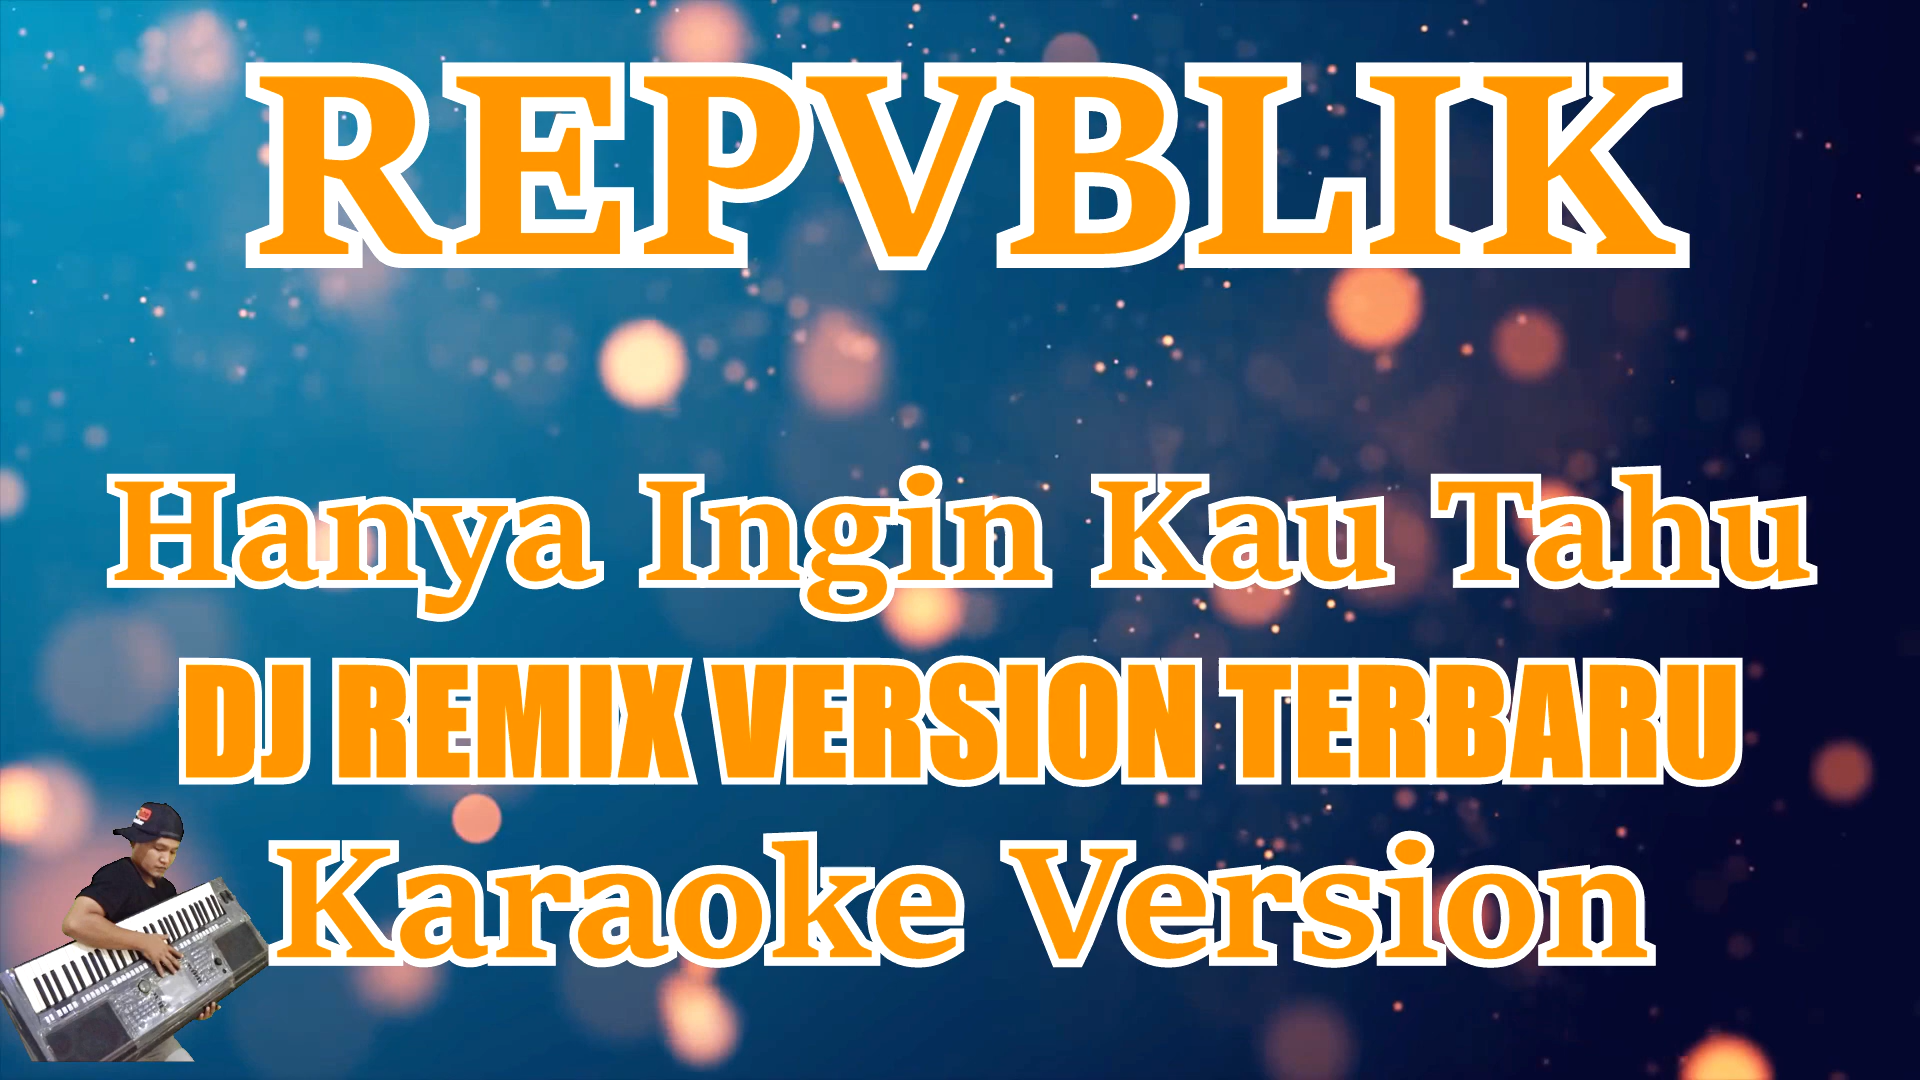 REPVBLIK
Hanya Ingin Kau Tahu
DJ REMIX VERSION TERBARU
Karaoke Version